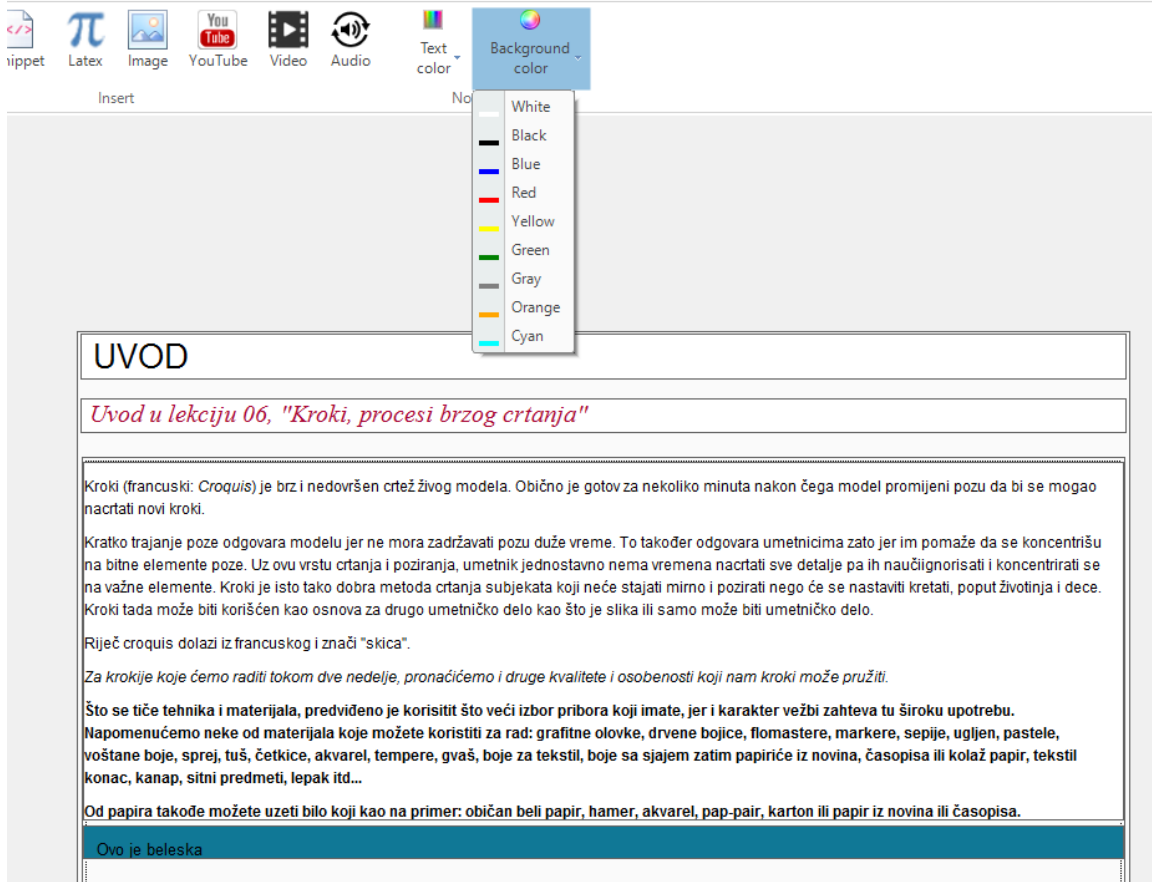 You
Tube
nippet
Latex
Image
YouTube
Video
Audio
Text
color
Background
color
Insert
No
White
Black
Blue
Red
Yellow
Green
Gray
Orange
Cyan
UVOD
Uvod u lekciju 06, "Kroki, procesi brzog crtanja"
Kroki (francuski: Croquis) je brz i nedovršen crtež živog modela. Obično je gotov za nekoliko minuta nakon čega model promijeni pozu da bi se mogao
nacrtati novi kroki.
Kratko trajanje poze odgovara modelu jer ne mora zadržavati pozu duže vreme. To također odgovara umetnicima zato jer im pomaže da se koncentrišu
na bitne elemente poze. Uz ovu vrstu crtanja i poziranja, umetnik jednostavno nema vremena nacrtati sve detalje pa ih naučiignorisati i koncentrirati se
na važne elemente. Kroki je isto tako dobra metoda crtanja subjekata koji neće stajati mirno i pozirati nego će se nastaviti kretati, poput životinja i dece.
Kroki tada može biti korišćen kao osnova za drugo umetničko delo kao što je slika ili samo može biti umetničko delo.
Riječ croquis dolazi iz francuskog i znači "skica".
Za krokije koje ćemo raditi tokom dve nedelje, pronaćićemo i druge kvalitete i osobenosti koji nam kroki može pružiti.
Što se tiče tehnika i materijala, predviđeno je korisitit što veći izbor pribora koji imate, jer i karakter vežbi zahteva tu široku upotrebu.
Napomenućemo neke od materijala koje možete koristiti za rad: grafitne olovke, drvene bojice, flomastere, markere, sepije, ugljen, pastele,
voštane boje, sprej, tuš, četkice, akvarel, tempere, gvaš, boje za tekstil, boje sa sjajem zatim papiriće iz novina, časopisa ili kolaž papir, tekstil
konac, kanap, sitni predmeti, lepak itd...
Od papira takođe možete uzeti bilo koji kao na primer: običan beli papir, hamer, akvarel, pap-pair, karton ili papir iz novina ili časopisa.
Ovo je beleska